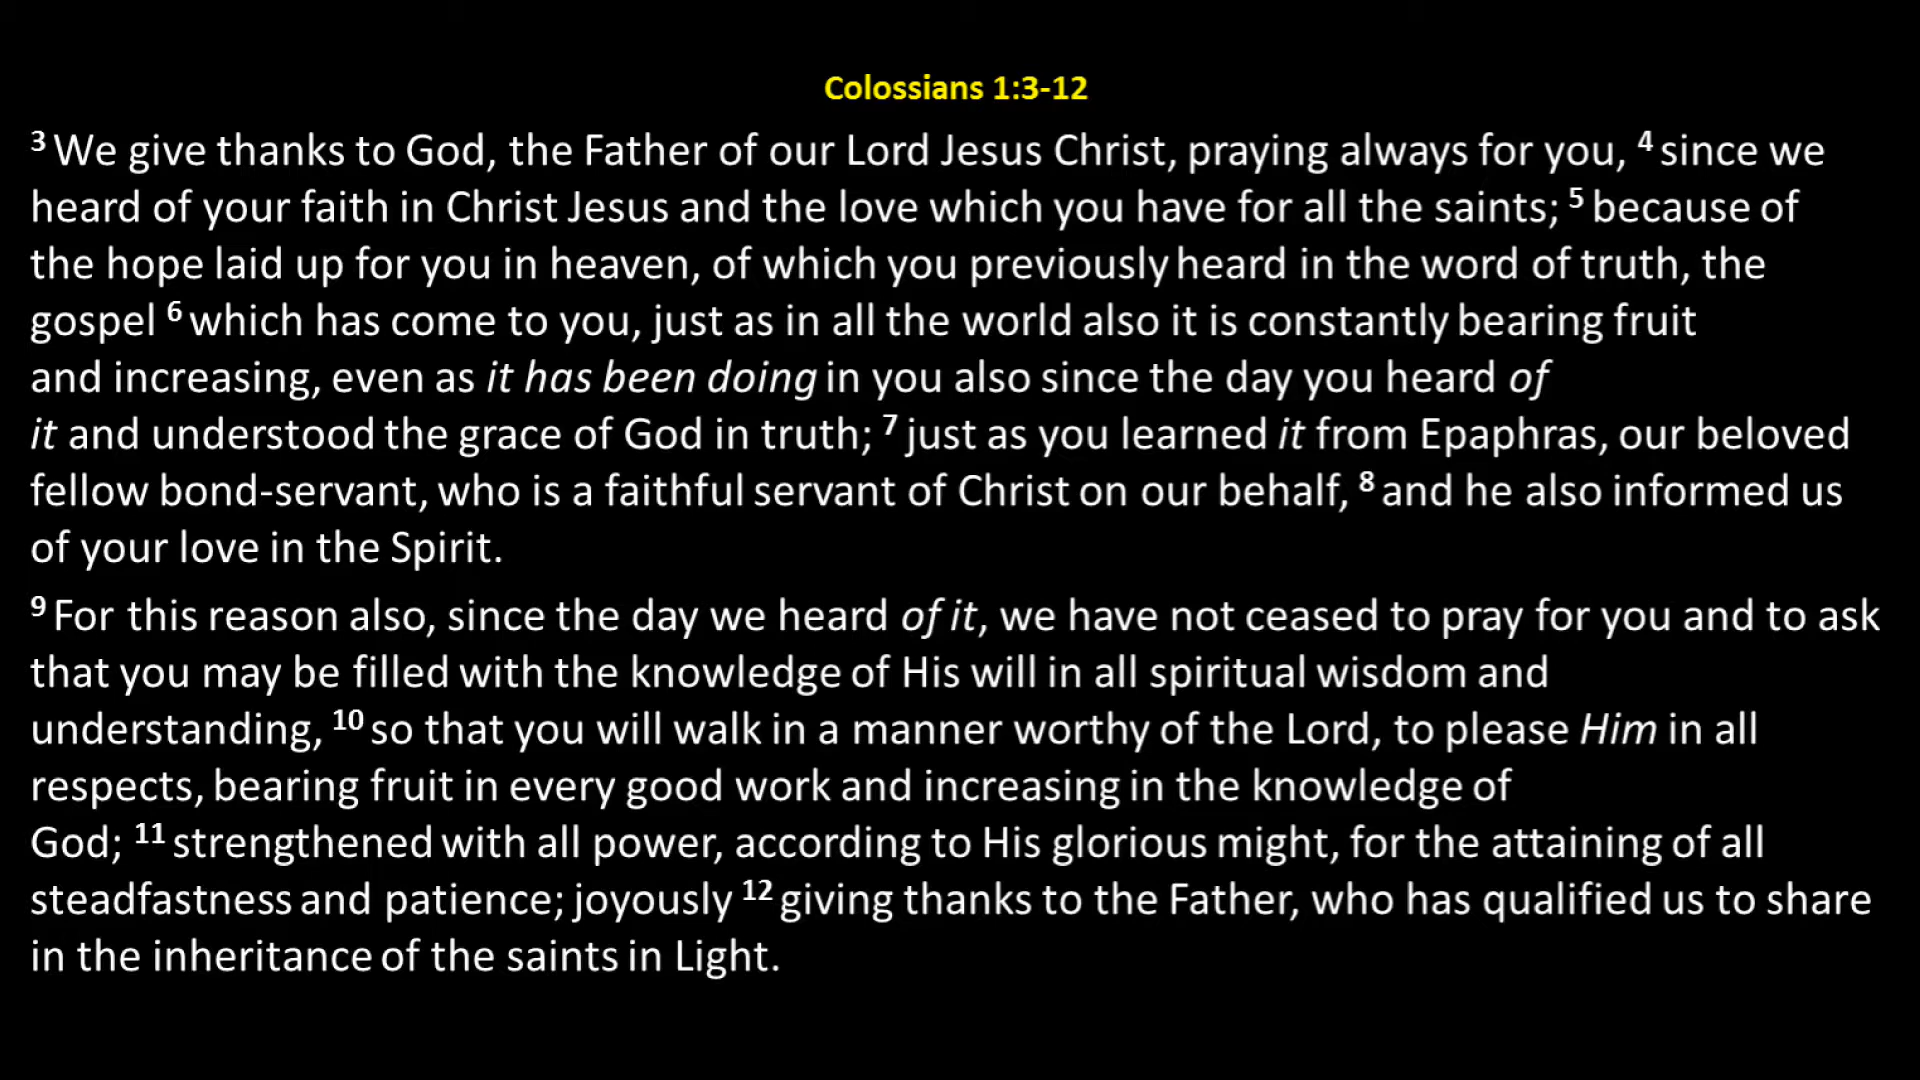 Colossians 1:3-12
3 We give thanks to God, the Father of our Lord Jesus Christ, praying always for you, 4 since we
heard of your faith in Christ Jesus and the love which you have for all the saints; 5 because of
the hope laid up for you in heaven, of which you previously heard in the word of truth, the
gospel 6 which has come to you, just as in all the world also it is constantly bearing fruit
and increasing, even as it has been doing in you also since the day you heard of
it and understood the grace of God in truth; 7 just as you learned it from Epaphras, our beloved
fellow bond-servant, who is a faithful servant of Christ on our behalf, 8 and he also informed us
of your love in the Spirit.
9 For this reason also, since the day we heard of it, we have not ceased to pray for you and to ask
that you may be filled with the knowledge of His will in all spiritual wisdom and
understanding, 10 so that you will walk in a manner worthy of the Lord, to please Him in all
respects, bearing fruit in every good work and increasing in the knowledge of
God; 11 strengthened with all power, according to His glorious might, for the attaining of all
steadfastness and patience; joyously 12 giving thanks to the Father, who has qualified us to share
in the inheritance of the saints in Light.